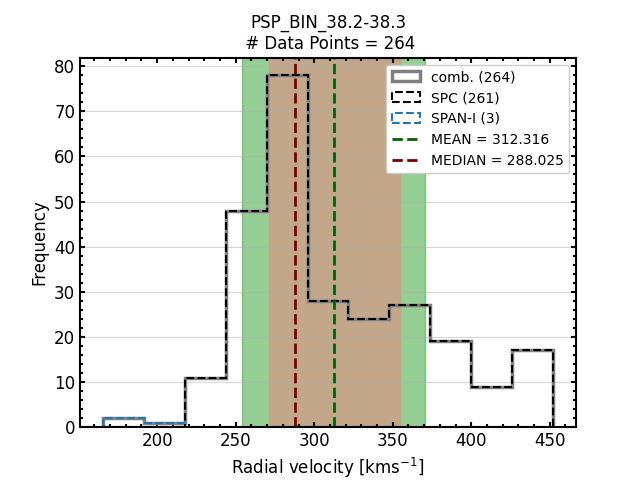 PSP_BIN_38.2-38.3
# Data Points = 264
80
70
60
50
40
30
20
10
0
Frequency
comb. (264)
SPC (261)
SPAN-I (3)
MEAN = 312.316
MEDIAN = 288.025
200 250 300 350 400 450
Radial velocity [kms⁻¹]